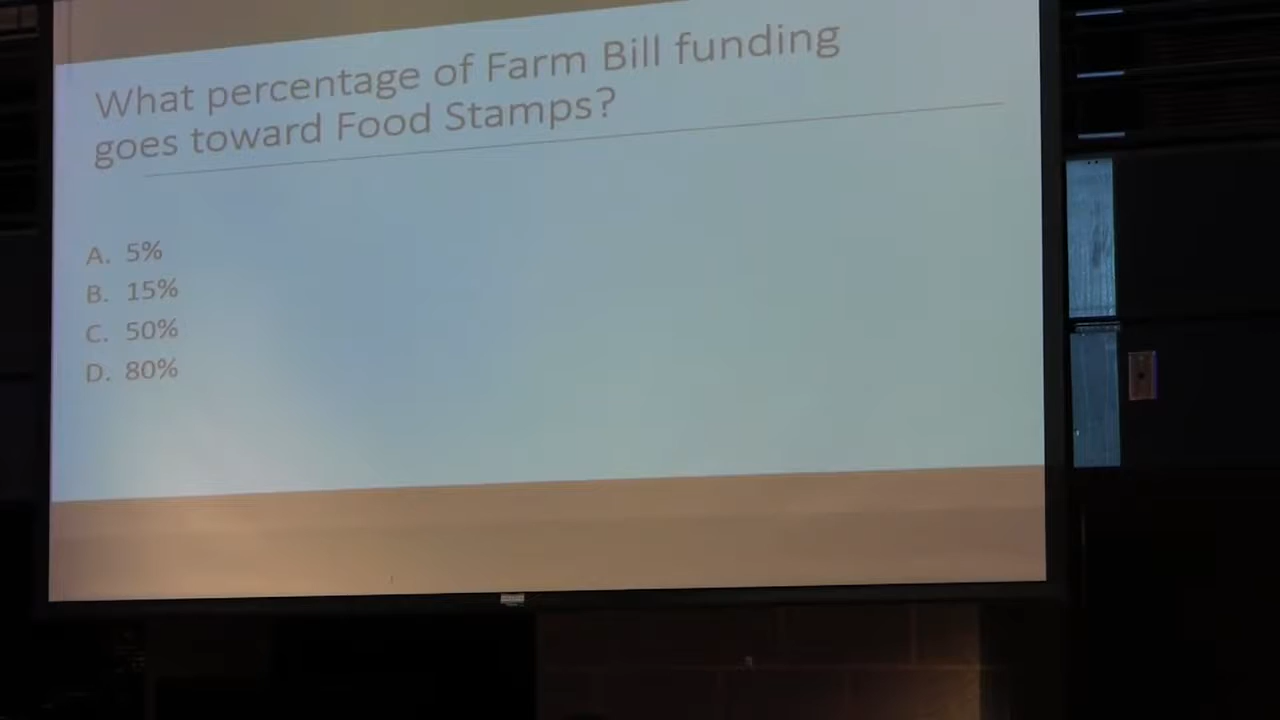 What percentage of Farm Bill funding
goes toward Food Stamps?
A. 5%
B. 15%
C. 50%
D. 80%